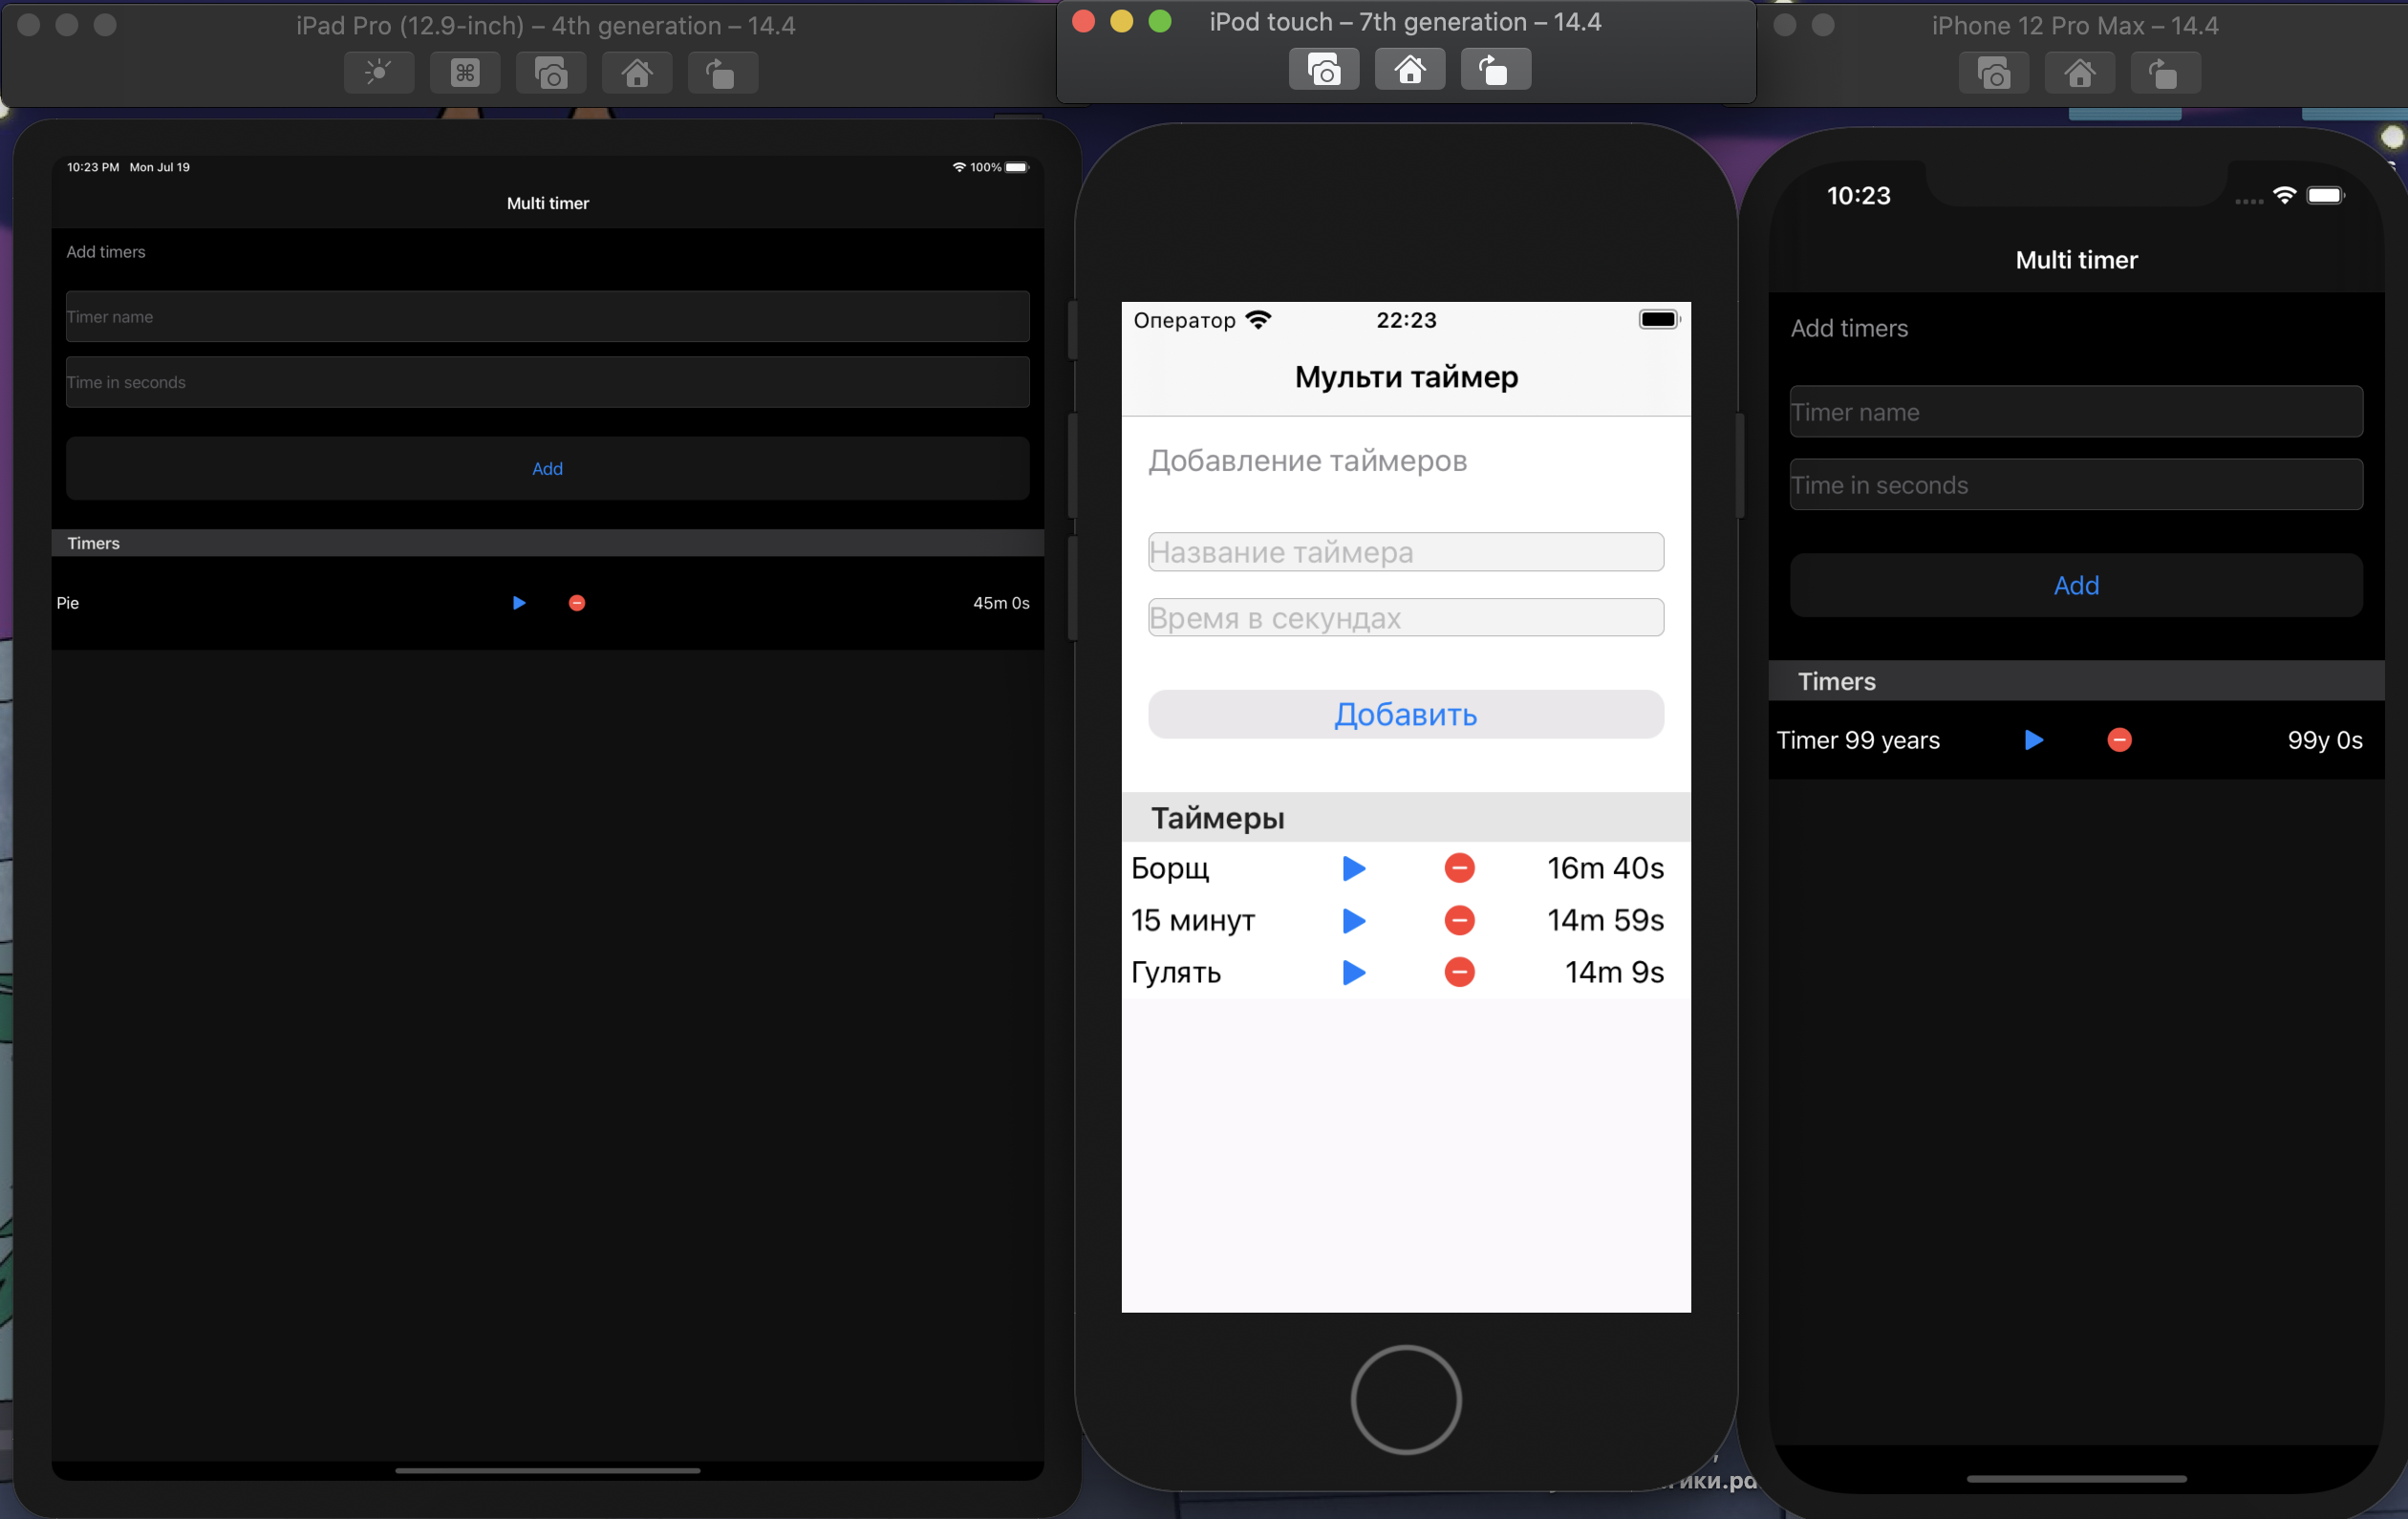 iPad Pro (12.9-inch) – 4th generation – 14.4
10:23 PM Mon Jul 19
100%
Multi timer
Add timers
Timer name
Time in seconds
Add
Timers
Pie
45m 0s
iPod touch – 7th generation – 14.4
Оператор
22:23
Мульти таймер
Добавление таймеров
Название таймера
Время в секундах
Добавить
Таймеры
Борщ
16m 40s
15 минут
14m 59s
Гулять
14m 9s
iPhone 12 Pro Max – 14.4
10:23
Multi timer
Add timers
Timer name
Time in seconds
Add
Timers
Timer 99 years
99y 0s